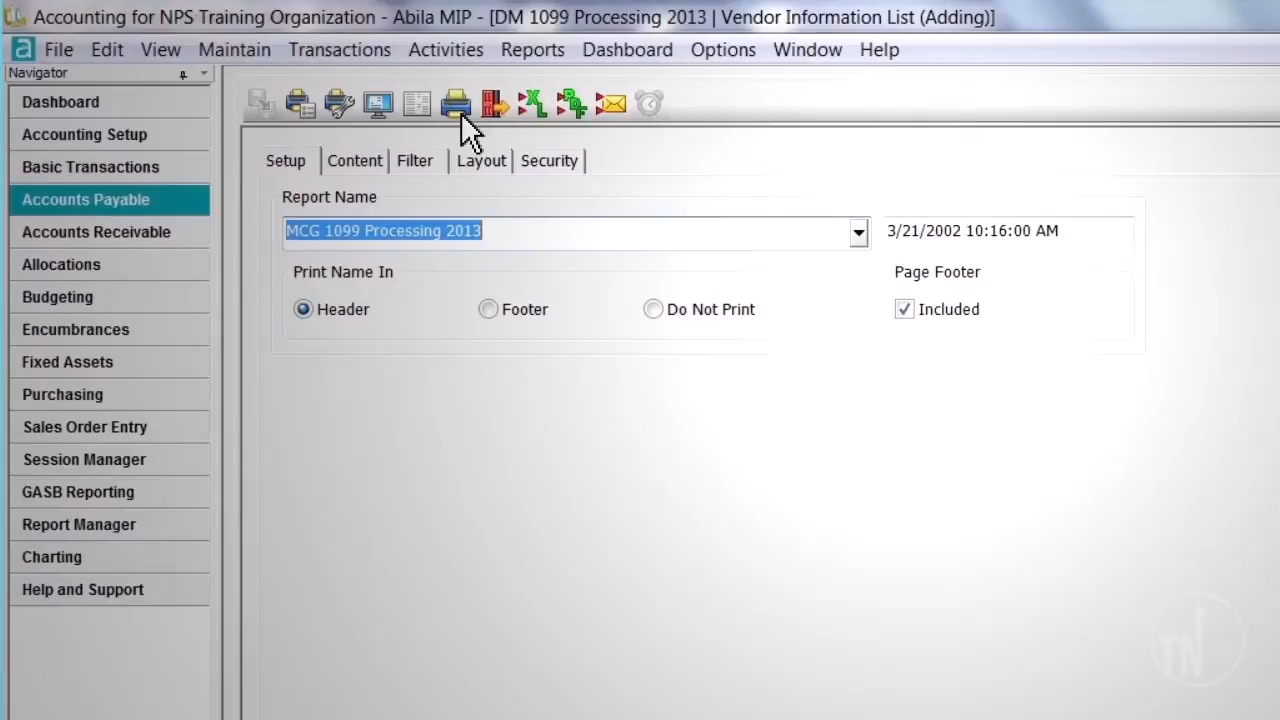 Accounting for NPS Training Organization - Abila MIP - [DM 1099 Processing 2013 | Vendor Information List (Adding)]
a File Edit View Maintain Transactions Activities Reports Dashboard Options Window Help
Navigator
Dashboard
Accounting Setup
Basic Transactions
Accounts Payable
Accounts Receivable
Allocations
Budgeting
Encumbrances
Fixed Assets
Purchasing
Sales Order Entry
Session Manager
GASB Reporting
Report Manager
Charting
Help and Support
XL PDF
Setup Content Filter Layout Security
Report Name
MCG 1099 Processing 2013 3/21/2002 10:16:00 AM
Print Name In Page Footer
Header Footer Do Not Print Included
TN